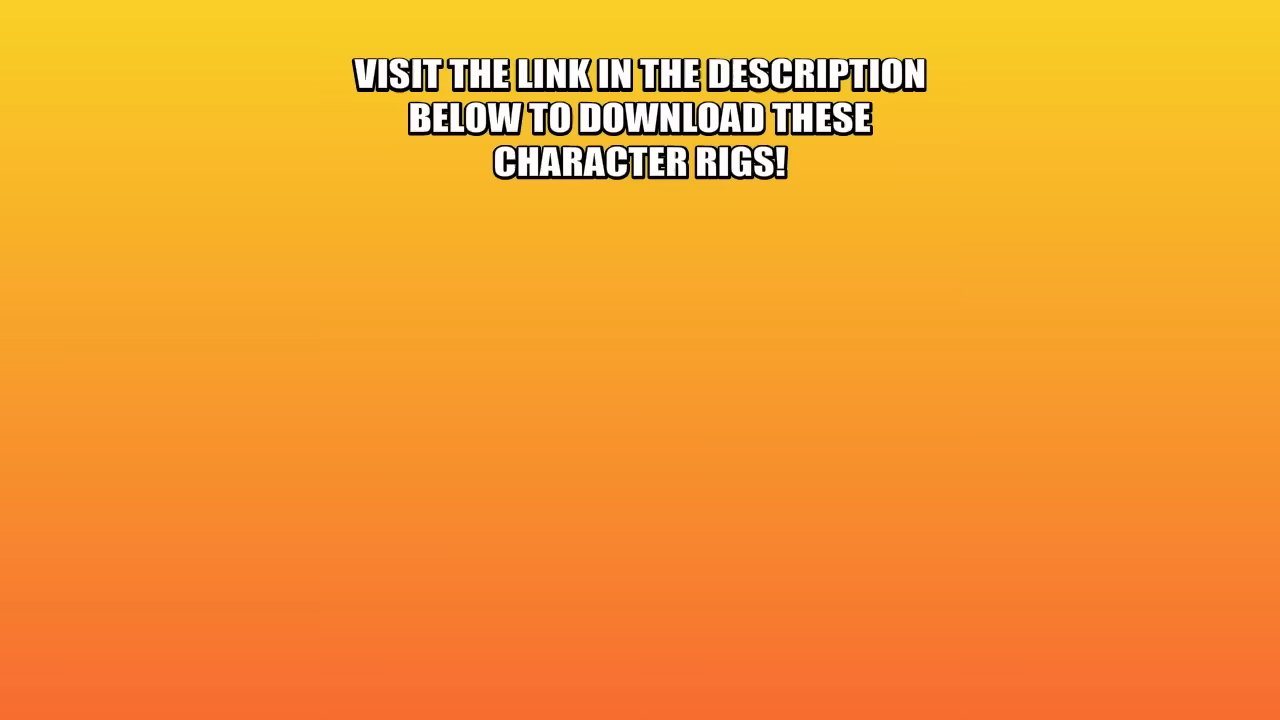 VISIT THE LINK IN THE DESCRIPTION
BELOW TO DOWNLOAD THESE
CHARACTER RIGS!